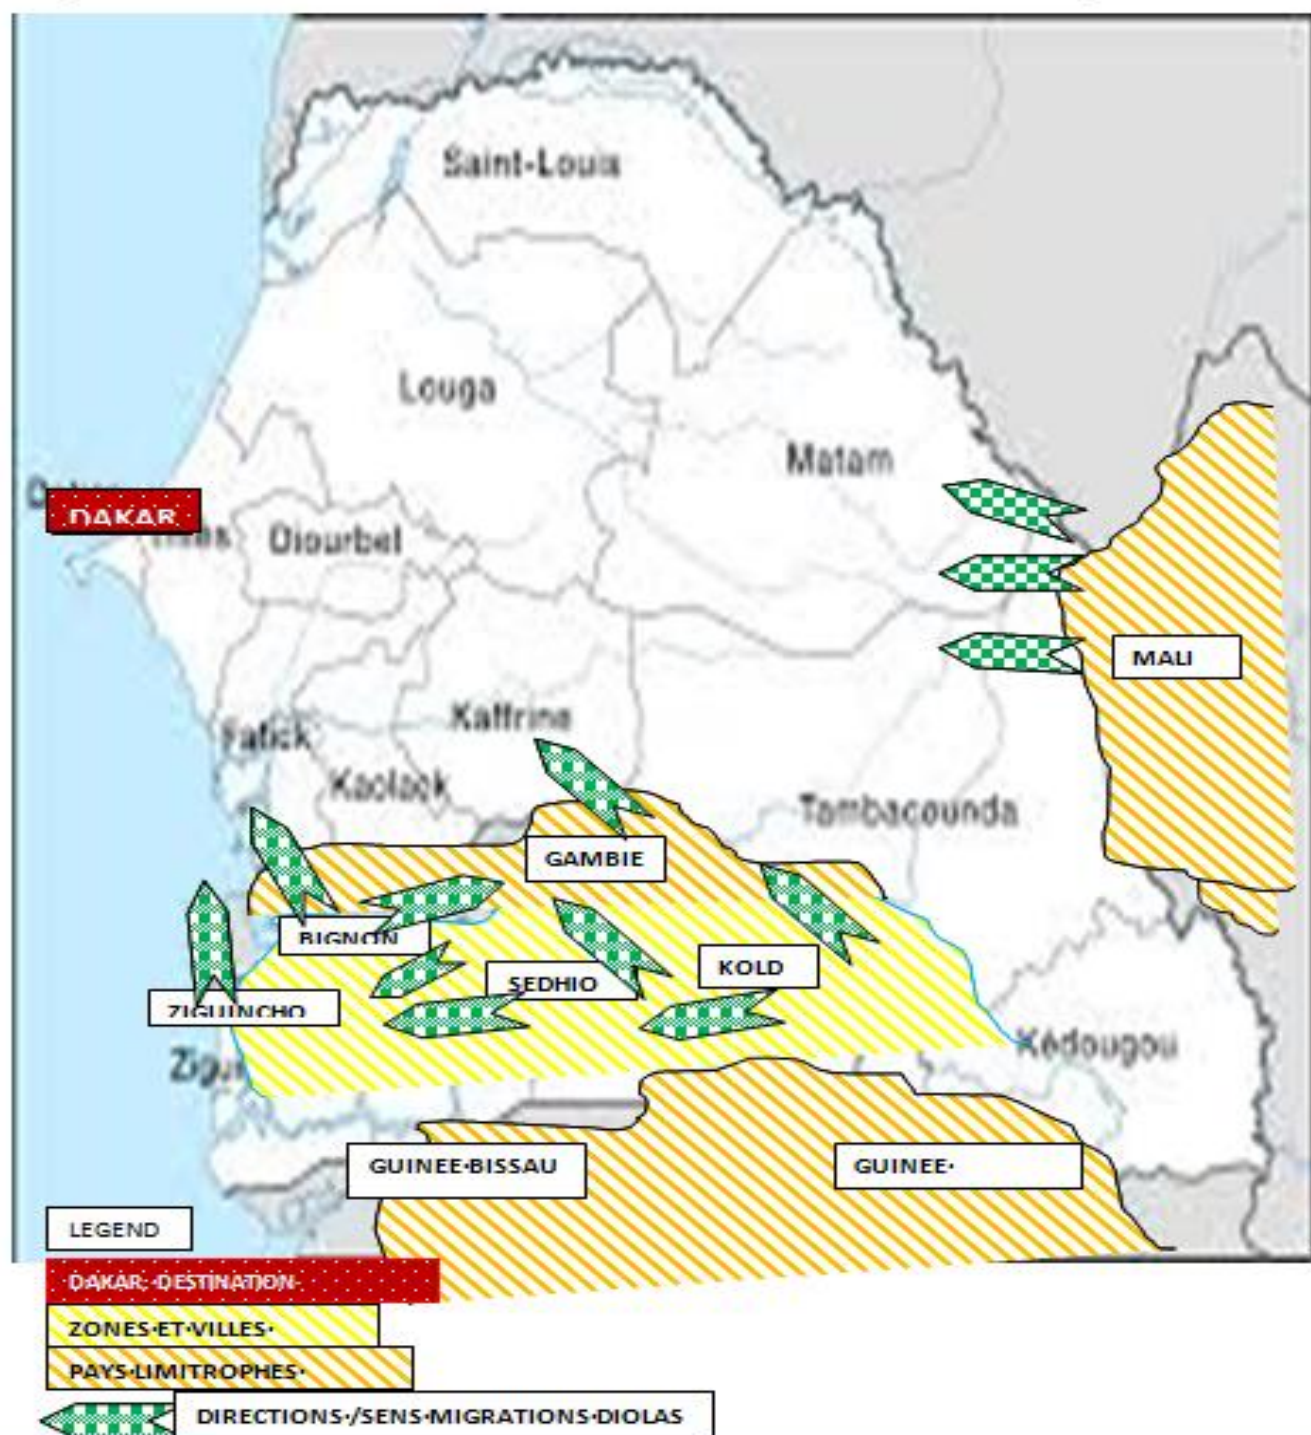 Saint-Louis
Louga
Matam
DAKAR
Diourbel
MALI
Kaffrine
Fatick
Kaolack
Tambacounda
GAMBIE
BIGNON
KOLD
SEDHIO
ZIGUINCHO
Kédougou
Zigui
GUINEE·BISSAU
GUINEE·
LEGEND
DAKAR:·DESTINATION·
ZONES·ET·VILLES·
PAYS·LIMITROPHES·
DIRECTIONS·/SENS·MIGRATIONS·DIOLAS